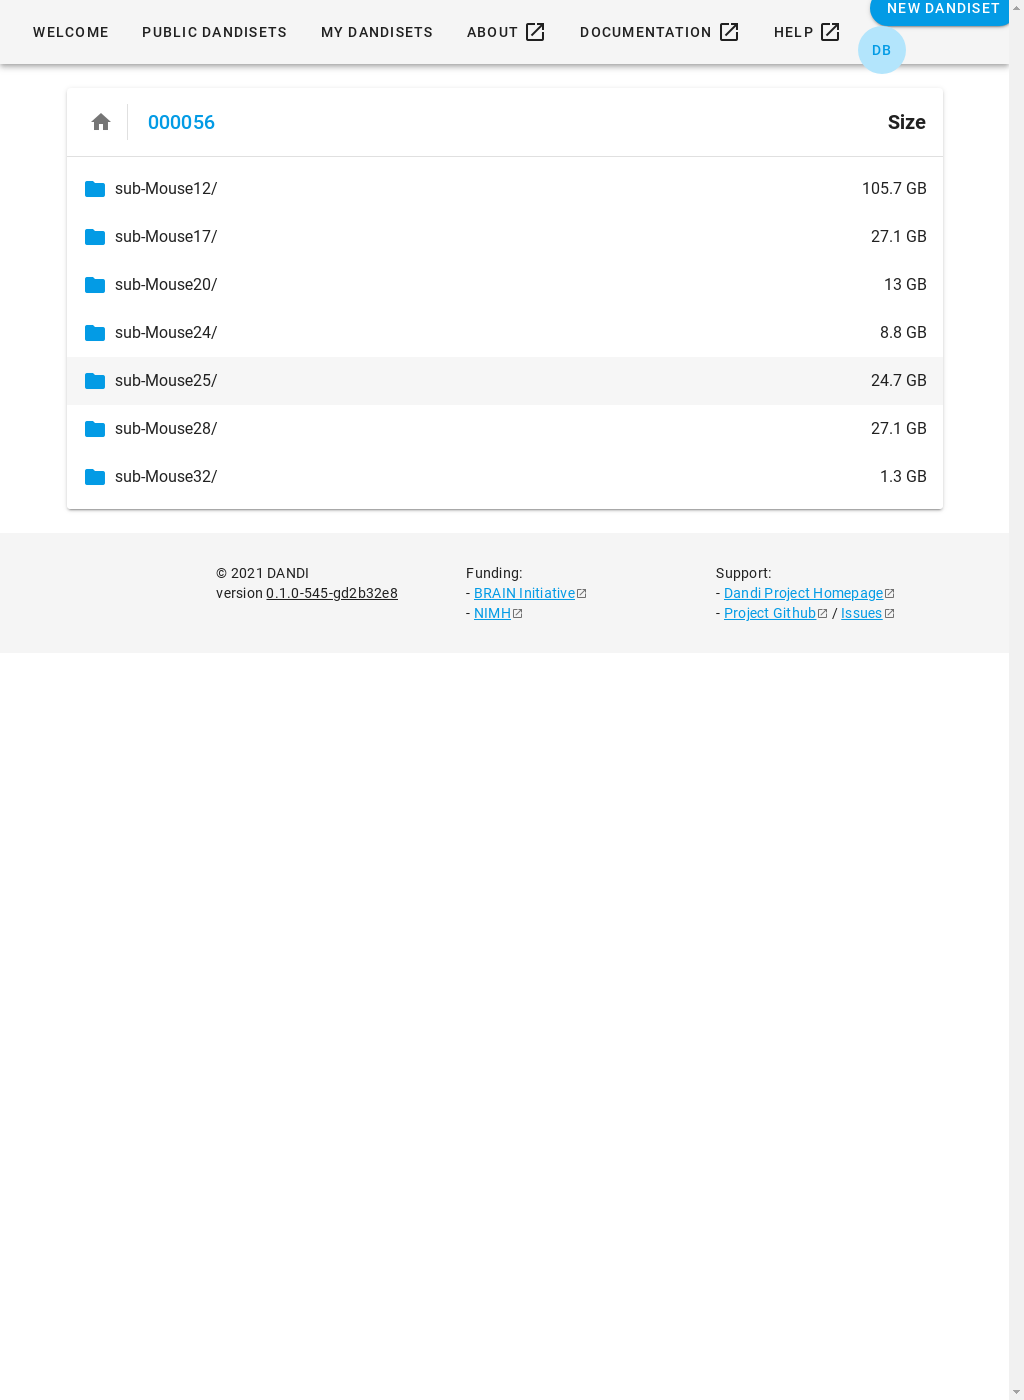 WELCOME PUBLIC DANDISETS MY DANDISETS ABOUT DOCUMENTATION HELP NEW DANDISET
DB
000056 Size
sub-Mouse12/ 105.7 GB
sub-Mouse17/ 27.1 GB
sub-Mouse20/ 13 GB
sub-Mouse24/ 8.8 GB
sub-Mouse25/ 24.7 GB
sub-Mouse28/ 27.1 GB
sub-Mouse32/ 1.3 GB
© 2021 DANDI
version 0.1.0-545-gd2b32e8
Funding:
- BRAIN Initiative
- NIMH
Support:
- Dandi Project Homepage
- Project Github / Issues